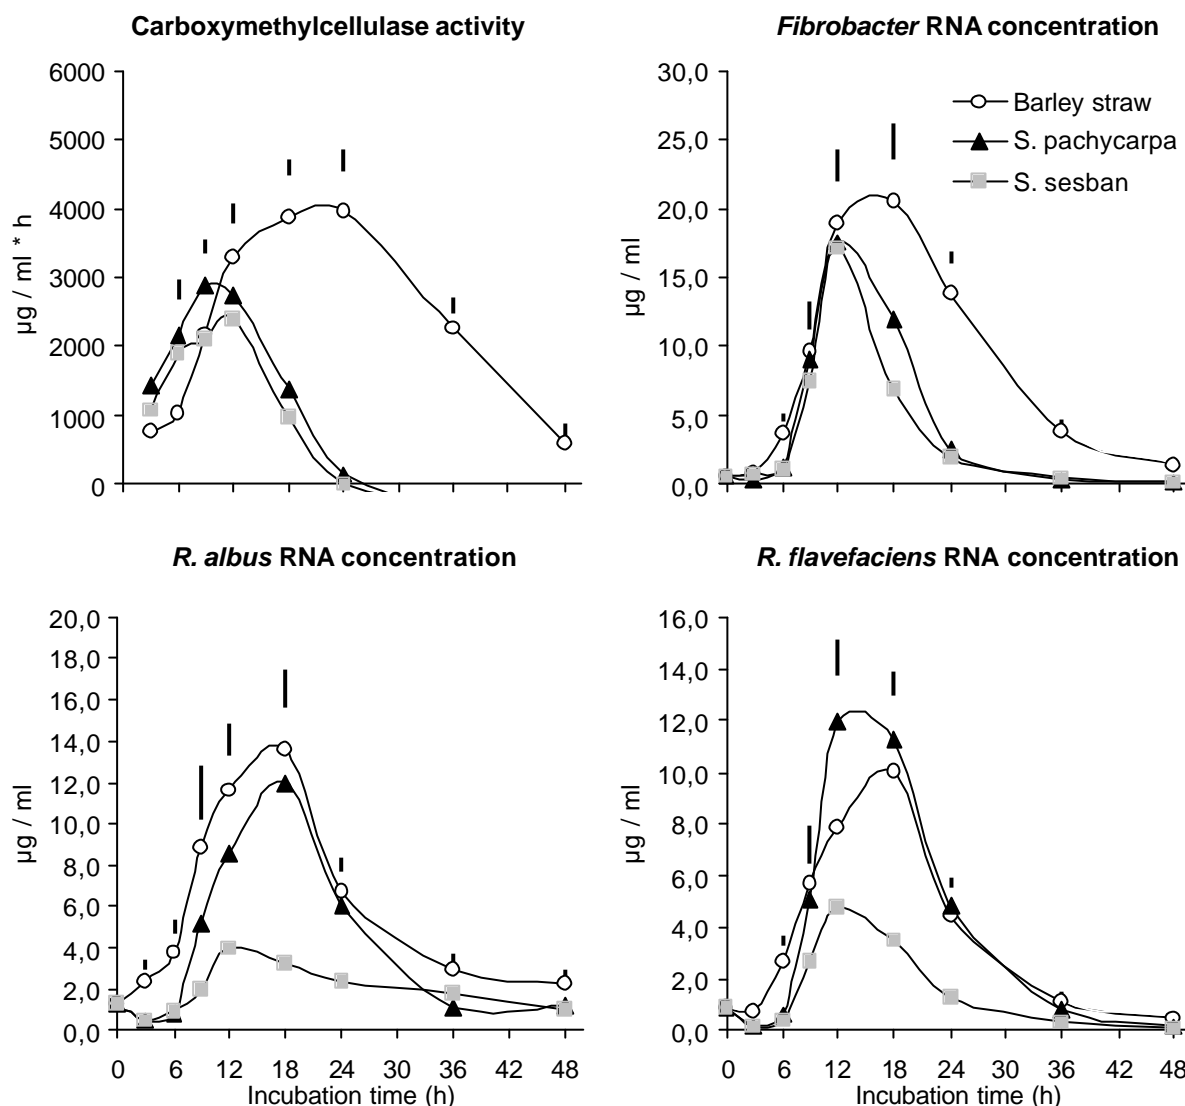 Carboxymethylcellulase activity
6000
5000
4000
3000
2000
1000
0
µg / ml * h
Fibrobacter RNA concentration
30,0
25,0
20,0
15,0
10,0
5,0
0,0
µg / ml
Barley straw
S. pachycarpa
S. sesban
R. albus RNA concentration
20,0
18,0
16,0
14,0
12,0
10,0
8,0
6,0
4,0
2,0
0,0
µg / ml
0 6 12 18 24 30 36 42 48
Incubation time (h)
R. flavefaciens RNA concentration
16,0
14,0
12,0
10,0
8,0
6,0
4,0
2,0
0,0
µg / ml
0 6 12 18 24 30 36 42 48
Incubation time (h)